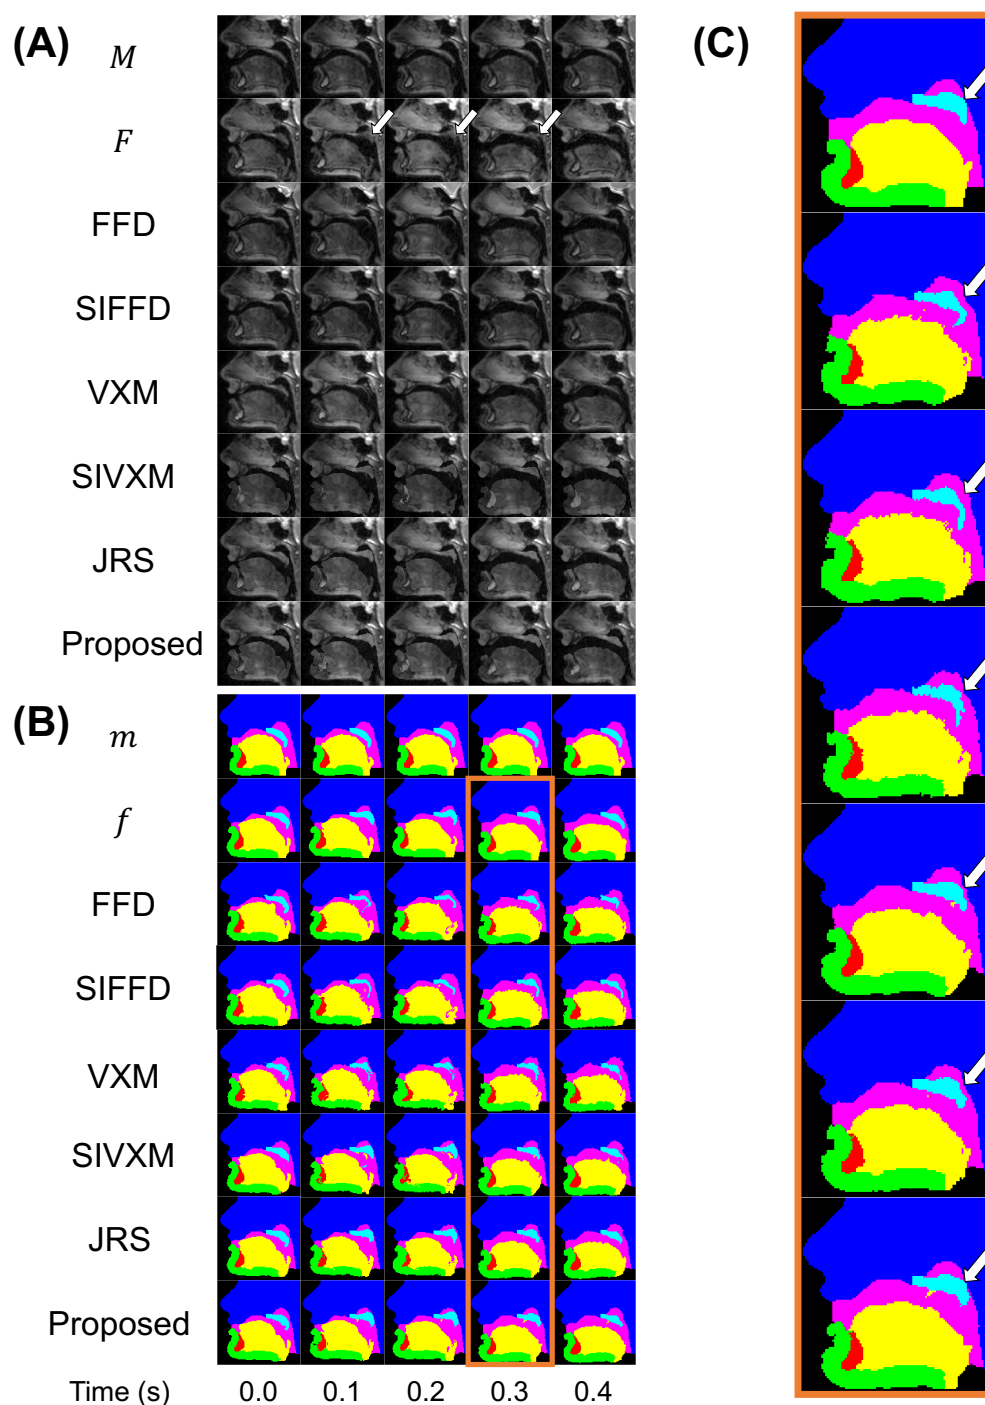 (A)
M
F
FFD
SIFFD
VXM
SIVXM
JRS
Proposed
(B)
m
f
FFD
SIFFD
VXM
SIVXM
JRS
Proposed
Time (s) 0.0 0.1 0.2 0.3 0.4
(C)